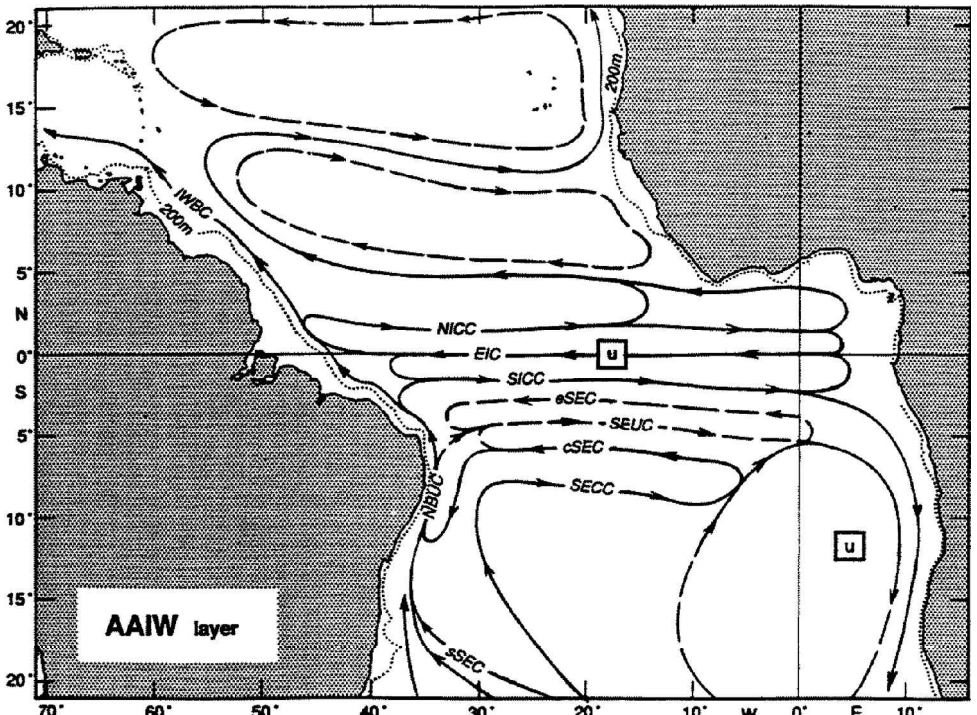 20°
15°
10°
5°
N
0°
S
5°
10°
15°
20°
200m
IWBC
200m
NICC
EIC
u
SICC
eSEC
SEUC
cSEC
SECC
NBUC
u
AAIW layer
sSEC
70° 60° 50° 40° 30° 20° 10° W E 10°